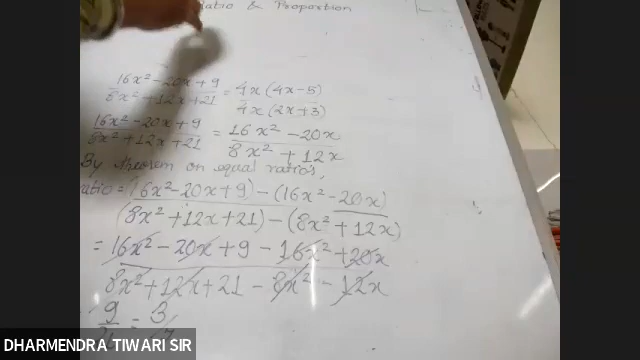 Ratio & Proportion
16x² - 20x + 9 / 8x² + 12x + 21 = 4x (4x - 5) / 4x (2x + 3)
16x² - 20x + 9 / 8x² + 12x + 21 = 16x² - 20x / 8x² + 12x
By theorem on equal ratios,
ratio = (16x² - 20x + 9) - (16x² - 20x) / (8x² + 12x + 21) - (8x² + 12x)
= 16x² - 20x + 9 - 16x² + 20x / 8x² + 12x + 21 - 8x² - 12x
9 = 3
DHARMENDRA TIWARI SIR